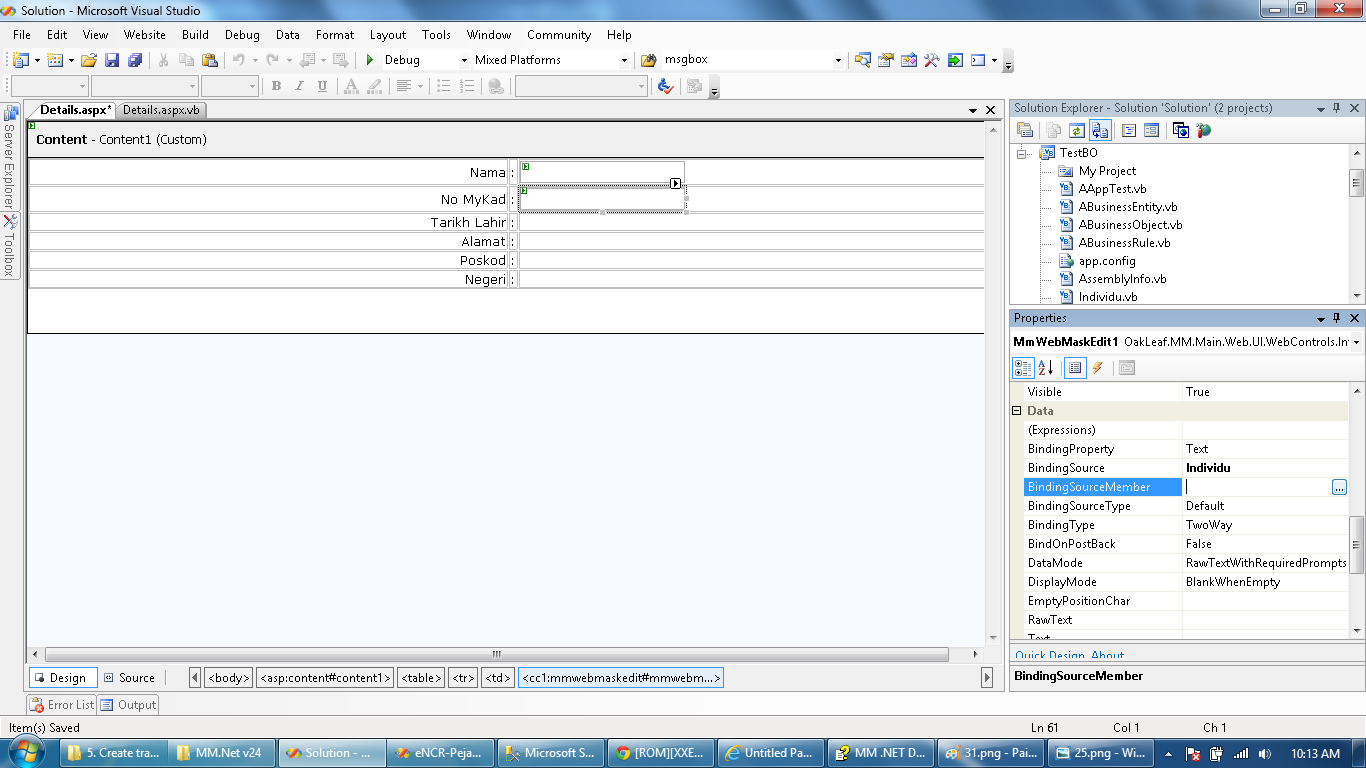 Solution - Microsoft Visual Studio
File Edit View Website Build Debug Data Format Layout Tools Window Community Help
Debug Mixed Platforms msgbox
B I U A
Details.aspx* Details.aspx.vb
Server Explorer
Toolbox
Content - Content1 (Custom)
Nama :
No MyKad :
Tarikh Lahir :
Alamat :
Poskod :
Negeri :
Design Source <body> <asp:content#content1> <table> <tr> <td> <cc1:mmwebmaskedit#mmwebm...>
Error List Output
Solution Explorer - Solution 'Solution' (2 projects)
TestBO
My Project
AAppTest.vb
ABusinessEntity.vb
ABusinessObject.vb
ABusinessRule.vb
app.config
AssemblyInfo.vb
Individu.vb
Properties
MmWebMaskEdit1 OakLeaf.MM.Main.Web.UI.WebControls.In
Visible True
Data
(Expressions)
BindingProperty Text
BindingSource Individu
BindingSourceMember ...
BindingSourceType Default
BindingType TwoWay
BindOnPostBack False
DataMode RawTextWithRequiredPrompts
DisplayMode BlankWhenEmpty
EmptyPositionChar
RawText
Text
Quick Design, About
BindingSourceMember
Item(s) Saved Ln 61 Col 1 Ch 1
5. Create tra... MM.Net v24 Solution - ... eNCR-Peja... Microsoft S... [ROM][XXE... Untitled Pa... MM .NET D... 31.png - Pai... 25.png - Wi... 10:13 AM